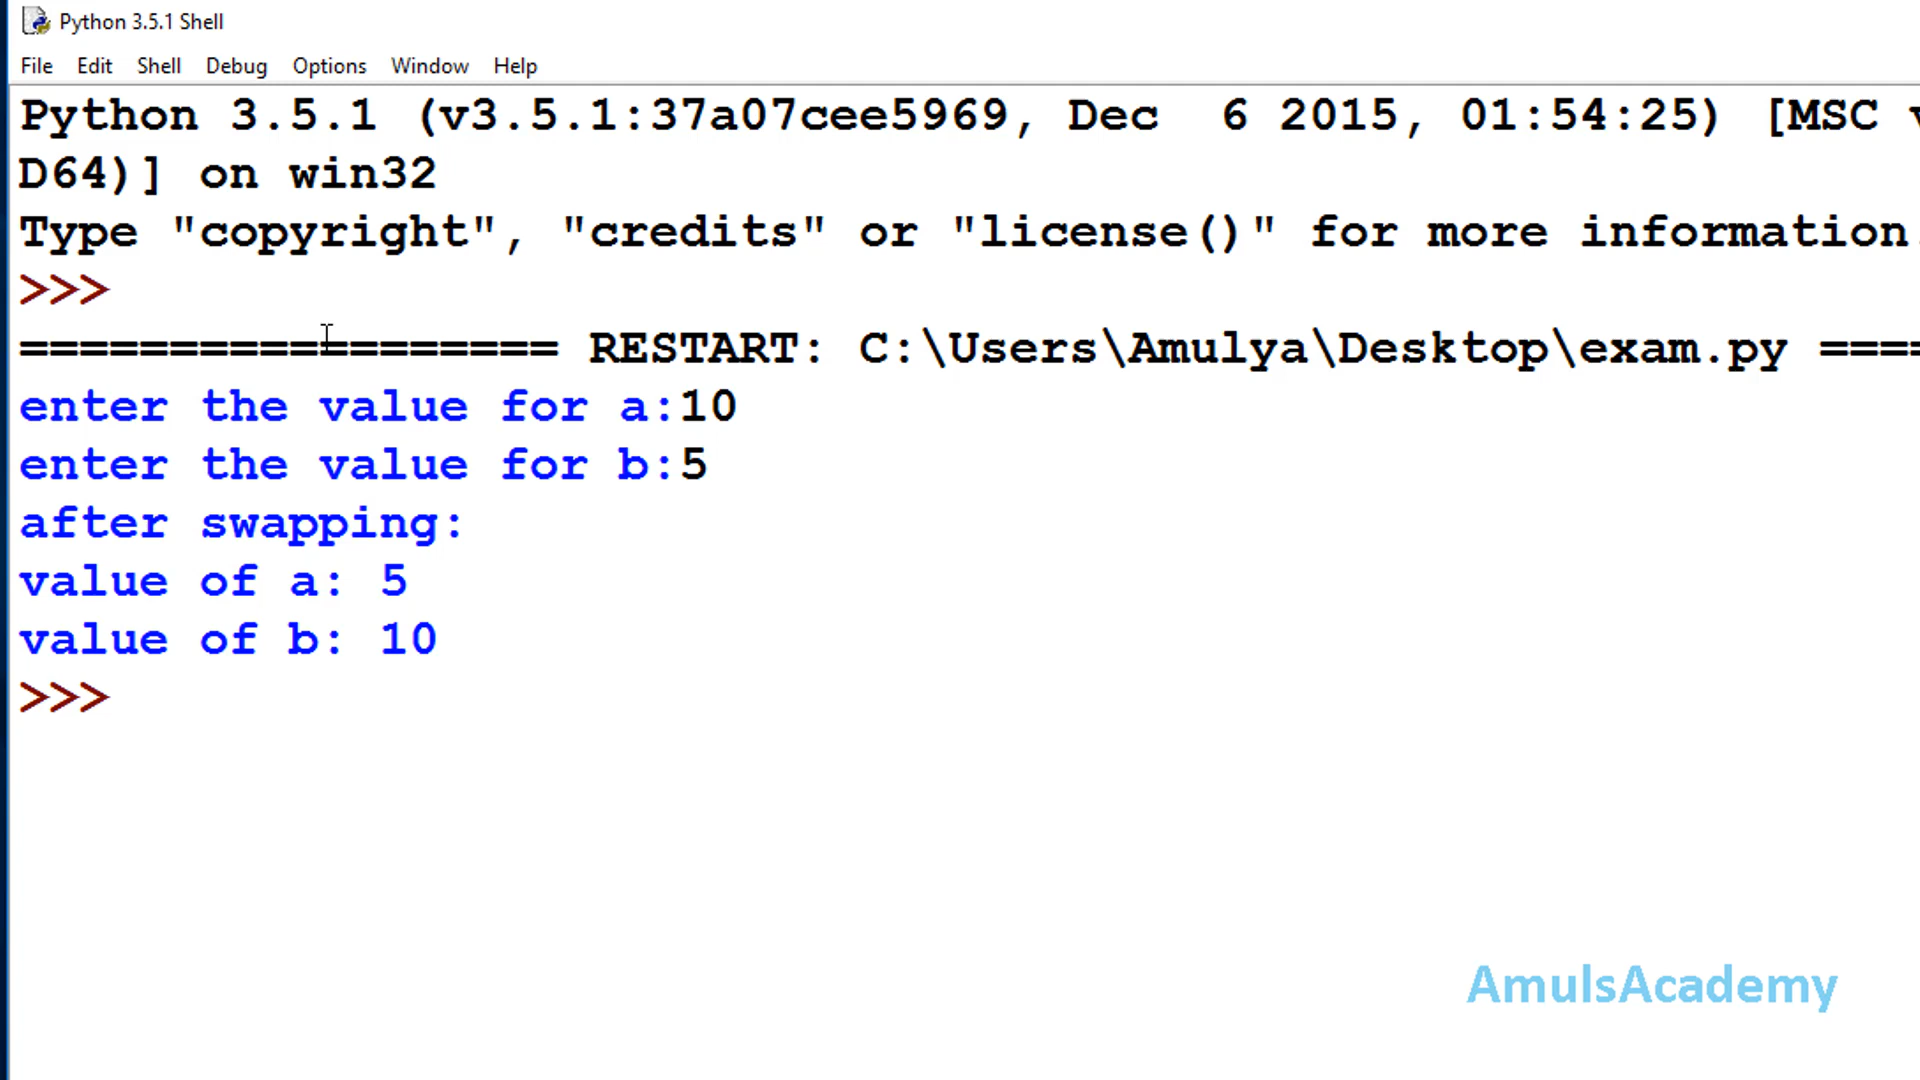 Python 3.5.1 Shell
File Edit Shell Debug Options Window Help
Python 3.5.1 (v3.5.1:37a07cee5969, Dec  6 2015, 01:54:25) [MSC
D64)] on win32
Type "copyright", "credits" or "license()" for more information.
>>>
================== RESTART: C:\Users\Amulya\Desktop\exam.py ====
enter the value for a:10
enter the value for b:5
after swapping:
value of a: 5
value of b: 10
>>>
AmulsAcademy